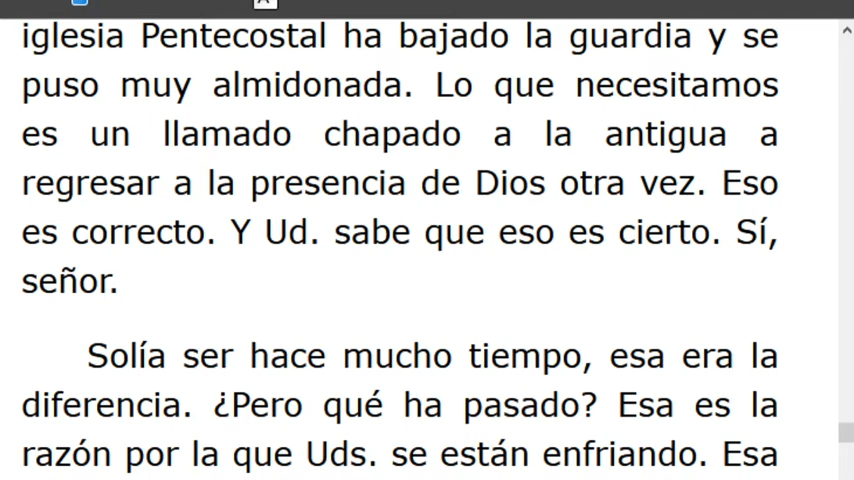 iglesia Pentecostal ha bajado la guardia y se
puso muy almidonada. Lo que necesitamos
es un llamado chapado a la antigua a
regresar a la presencia de Dios otra vez. Eso
es correcto. Y Ud. sabe que eso es cierto. Sí,
señor.
Solía ser hace mucho tiempo, esa era la
diferencia. ¿Pero qué ha pasado? Esa es la
razón por la que Uds. se están enfriando. Esa